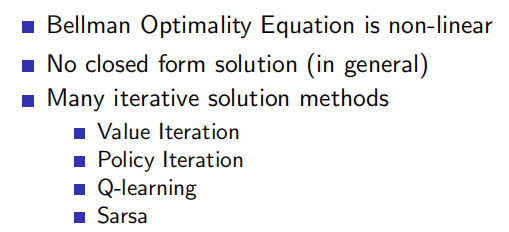 Bellman Optimality Equation is non-linear
No closed form solution (in general)
Many iterative solution methods
Value Iteration
Policy Iteration
Q-learning
Sarsa